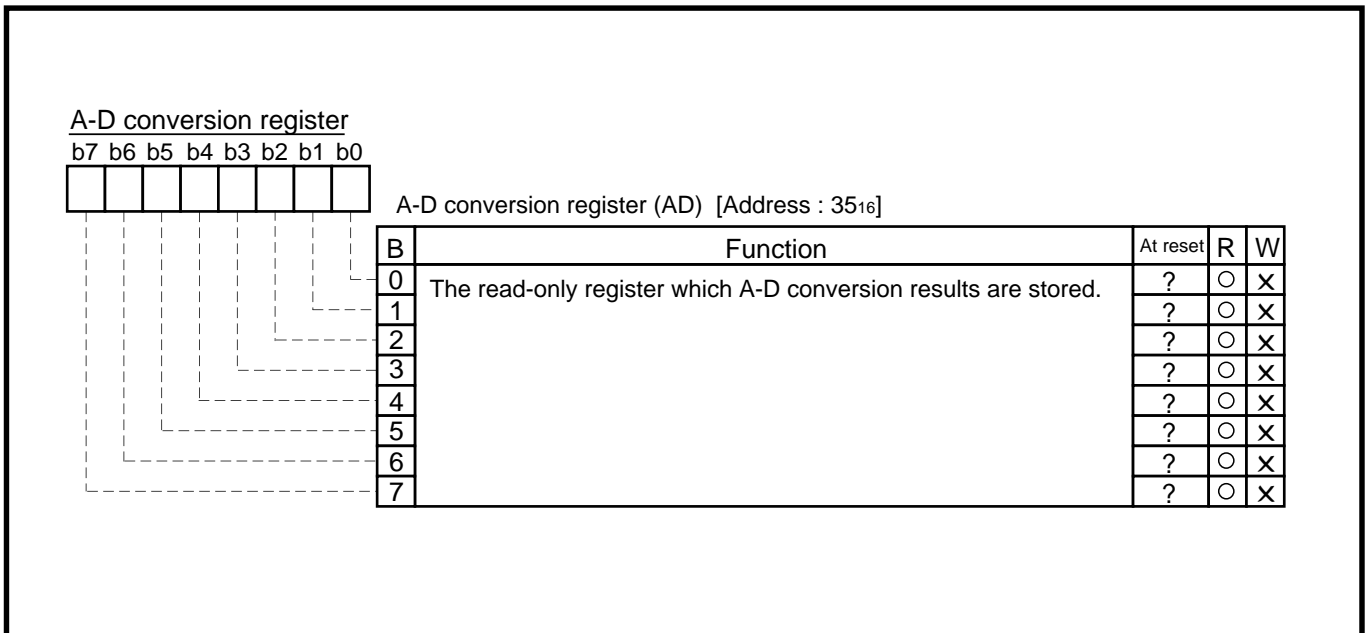 A-D conversion register
b7 b6 b5 b4 b3 b2 b1 b0
A-D conversion register (AD) [Address : 3516]
B Function At reset R W
0 The read-only register which A-D conversion results are stored. ? ○ ×
1 ? ○ ×
2 ? ○ ×
3 ? ○ ×
4 ? ○ ×
5 ? ○ ×
6 ? ○ ×
7 ? ○ ×